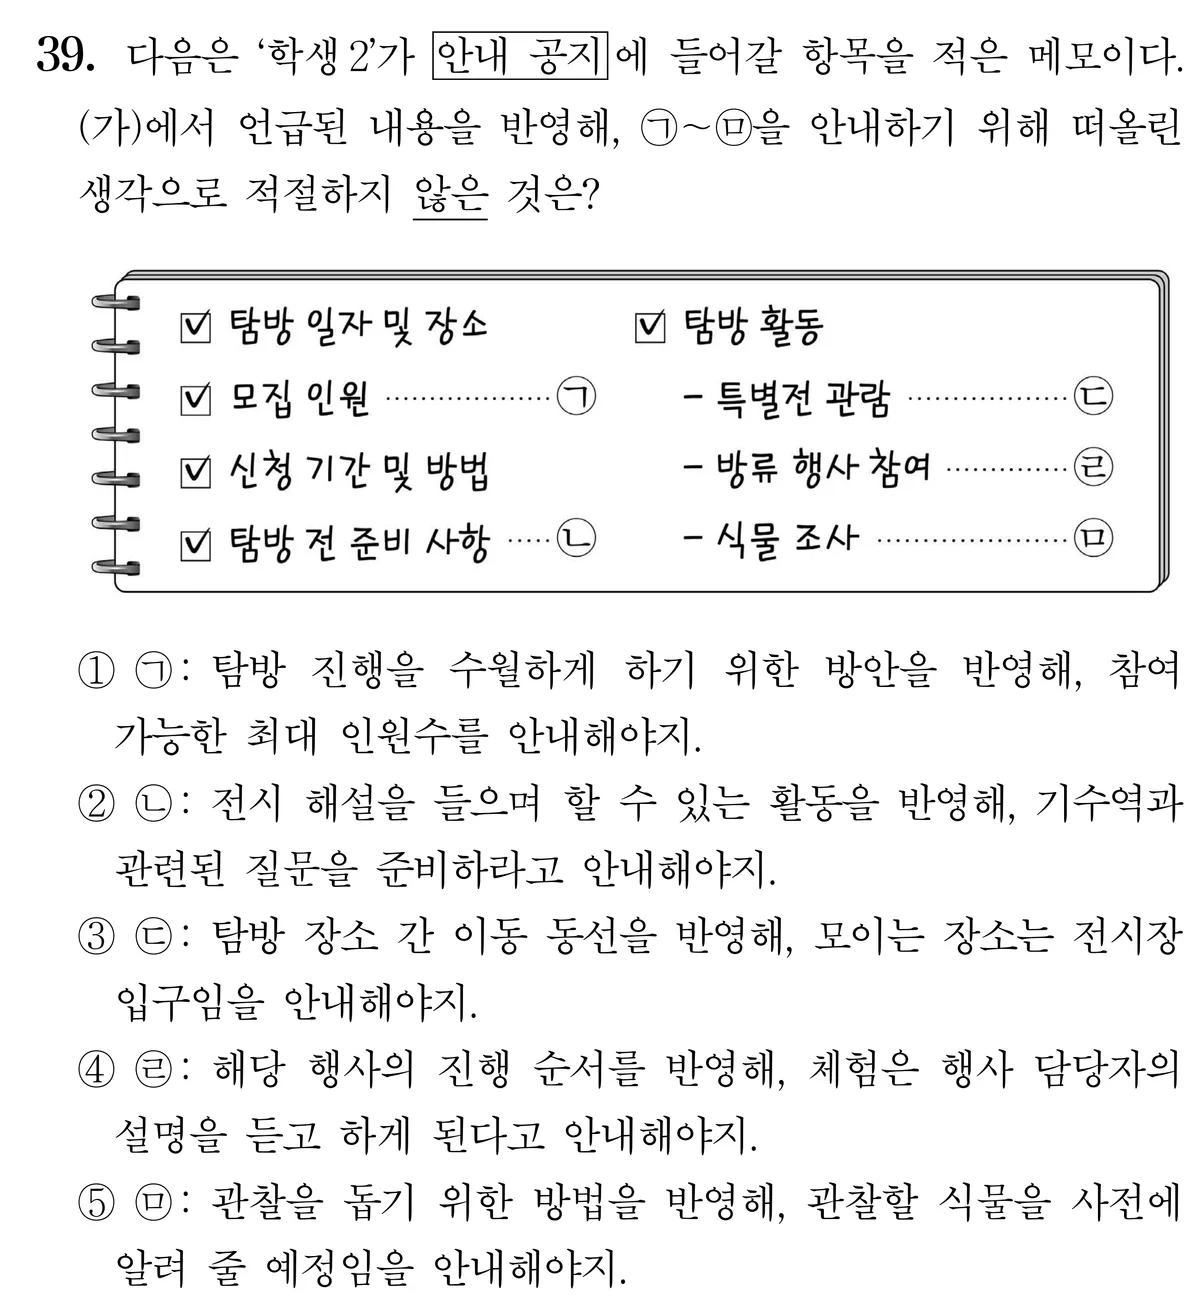 39. 다음은 ‘학생 2’가 안내 공지에 들어갈 항목을 적은 메모이다.
(가)에서 언급된 내용을 반영해, ㉠~㉤을 안내하기 위해 떠올린
생각으로 적절하지 않은 것은?
☑ 탐방 일자 및 장소
☑ 모집 인원 ···················· ㉠
☑ 신청 기간 및 방법
☑ 탐방 전 준비 사항 ····· ㉡
☑ 탐방 활동
- 특별전 관람 ··················· ㉢
- 방류 행사 참여 ·············· ㉣
- 식물 조사 ······················ ㉤
① ㉠: 탐방 진행을 수월하게 하기 위한 방안을 반영해, 참여
가능한 최대 인원수를 안내해야지.
② ㉡: 전시 해설을 들으며 할 수 있는 활동을 반영해, 기수역과
관련된 질문을 준비하라고 안내해야지.
③ ㉢: 탐방 장소 간 이동 동선을 반영해, 모이는 장소는 전시장
입구임을 안내해야지.
④ ㉣: 해당 행사의 진행 순서를 반영해, 체험은 행사 담당자의
설명을 듣고 하게 된다고 안내해야지.
⑤ ㉤: 관찰을 돕기 위한 방법을 반영해, 관찰할 식물을 사전에
알려 줄 예정임을 안내해야지.